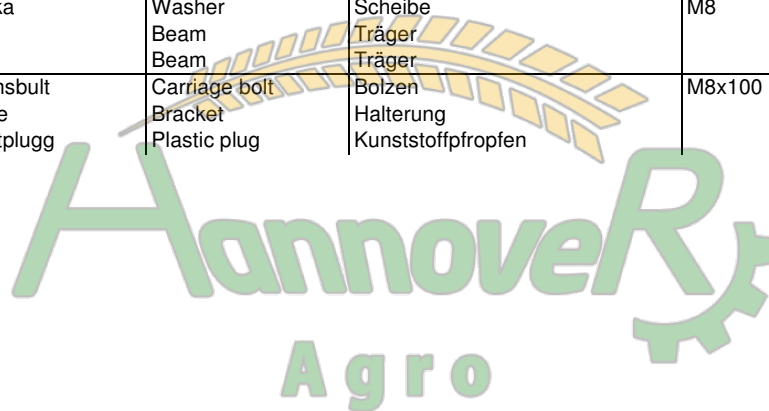 ka Washer Scheibe M8
Beam Träger
Beam Träger
nsbult Carriage bolt Bolzen M8x100
e Bracket Halterung
tplugg Plastic plug Kunststoffpfropfen
HannoveR
Agro